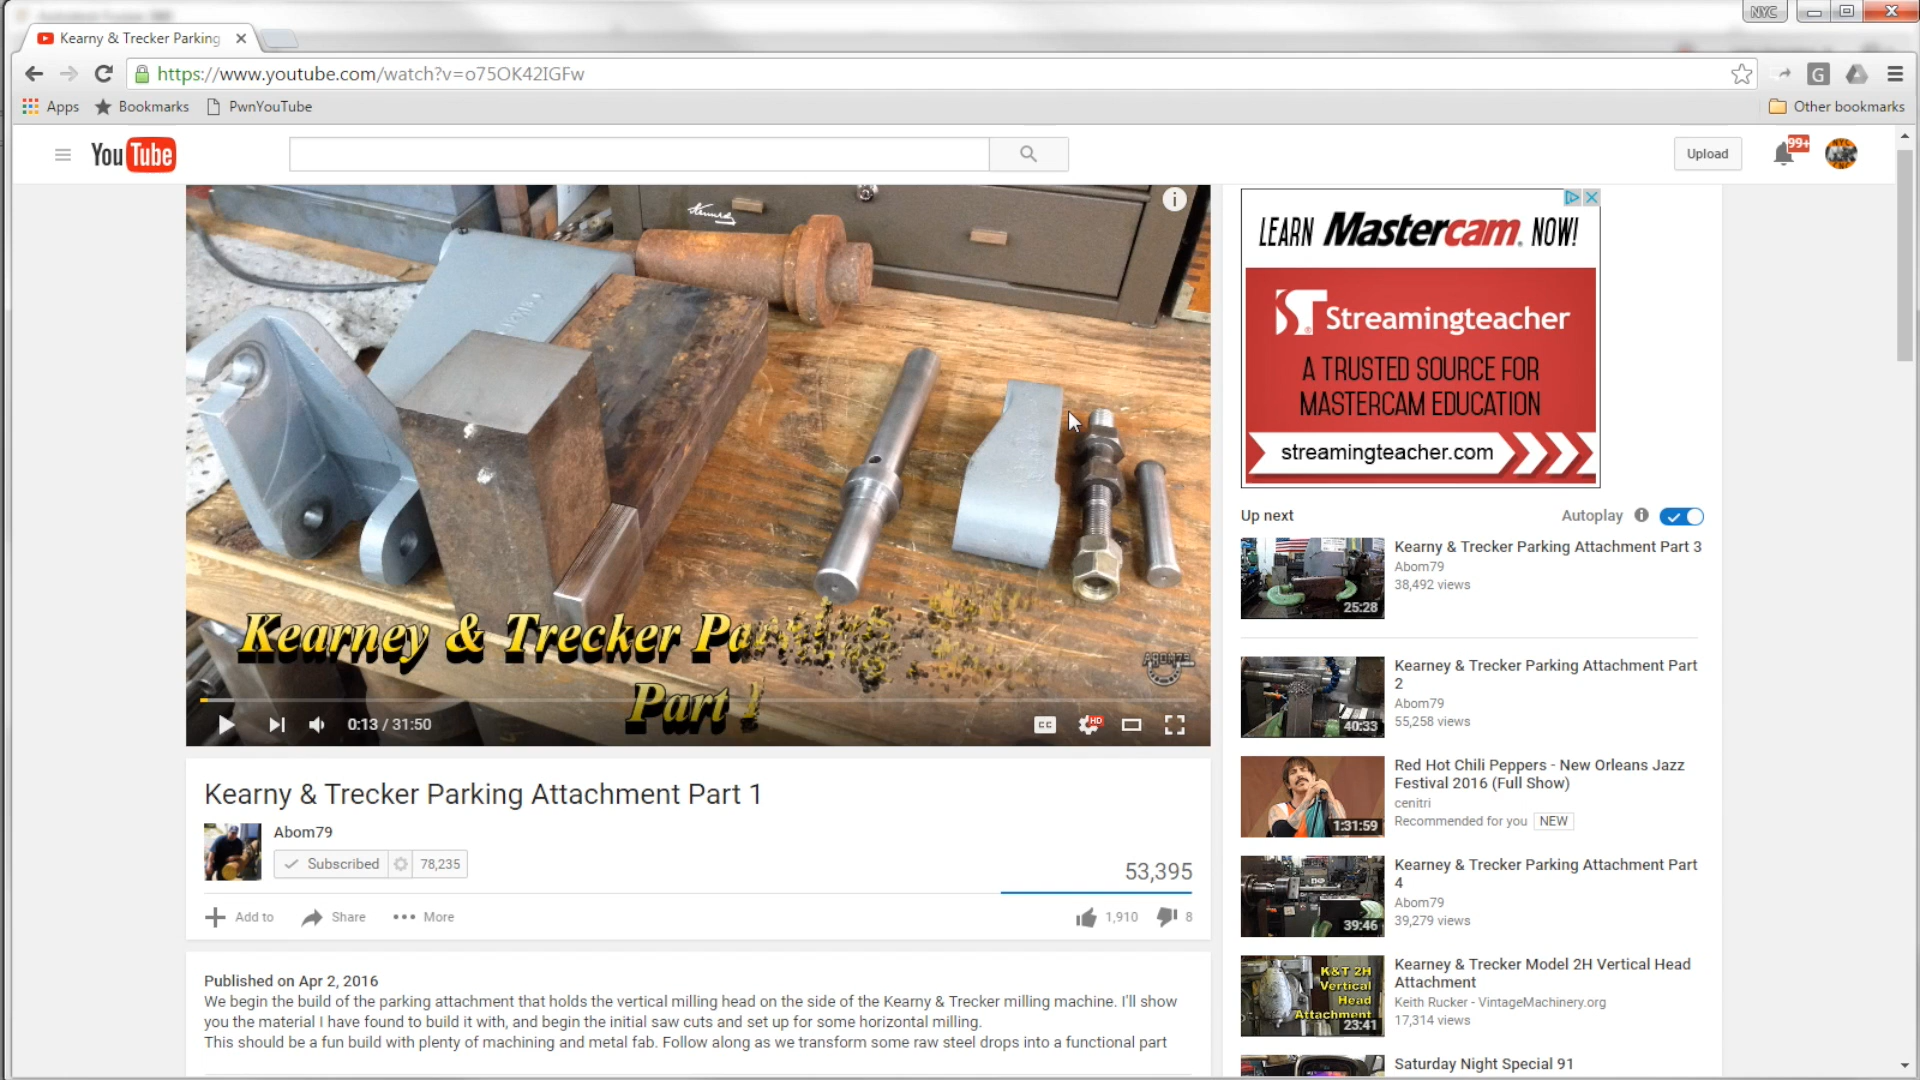 NYC
Kearny & Trecker Parking
https://www.youtube.com/watch?v=o75OK42IGFw
Apps
Bookmarks
PwnYouTube
Other bookmarks
YouTube
Upload
99+
Kennedy
Kearney & Trecker Pa
Part 1
ABOM79
0:13 / 31:50
CC
HD
LEARN Mastercam. NOW!
Streamingteacher
A TRUSTED SOURCE FOR
MASTERCAM EDUCATION
streamingteacher.com
Kearny & Trecker Parking Attachment Part 1
Abom79
Subscribed
78,235
53,395
Add to
Share
More
1,910
8
Published on Apr 2, 2016
We begin the build of the parking attachment that holds the vertical milling head on the side of the Kearny & Trecker milling machine. I'll show
you the material I have found to build it with, and begin the initial saw cuts and set up for some horizontal milling.
This should be a fun build with plenty of machining and metal fab. Follow along as we transform some raw steel drops into a functional part
Up next
Autoplay
25:28
Kearny & Trecker Parking Attachment Part 3
Abom79
38,492 views
40:33
Kearney & Trecker Parking Attachment Part
2
Abom79
55,258 views
1:31:59
Red Hot Chili Peppers - New Orleans Jazz
Festival 2016 (Full Show)
cenitri
Recommended for you NEW
39:46
Kearney & Trecker Parking Attachment Part
4
Abom79
39,279 views
K&T 2H
Vertical
Head
Attachment
23:41
Kearney & Trecker Model 2H Vertical Head
Attachment
Keith Rucker - VintageMachinery.org
17,314 views
Saturday Night Special 91